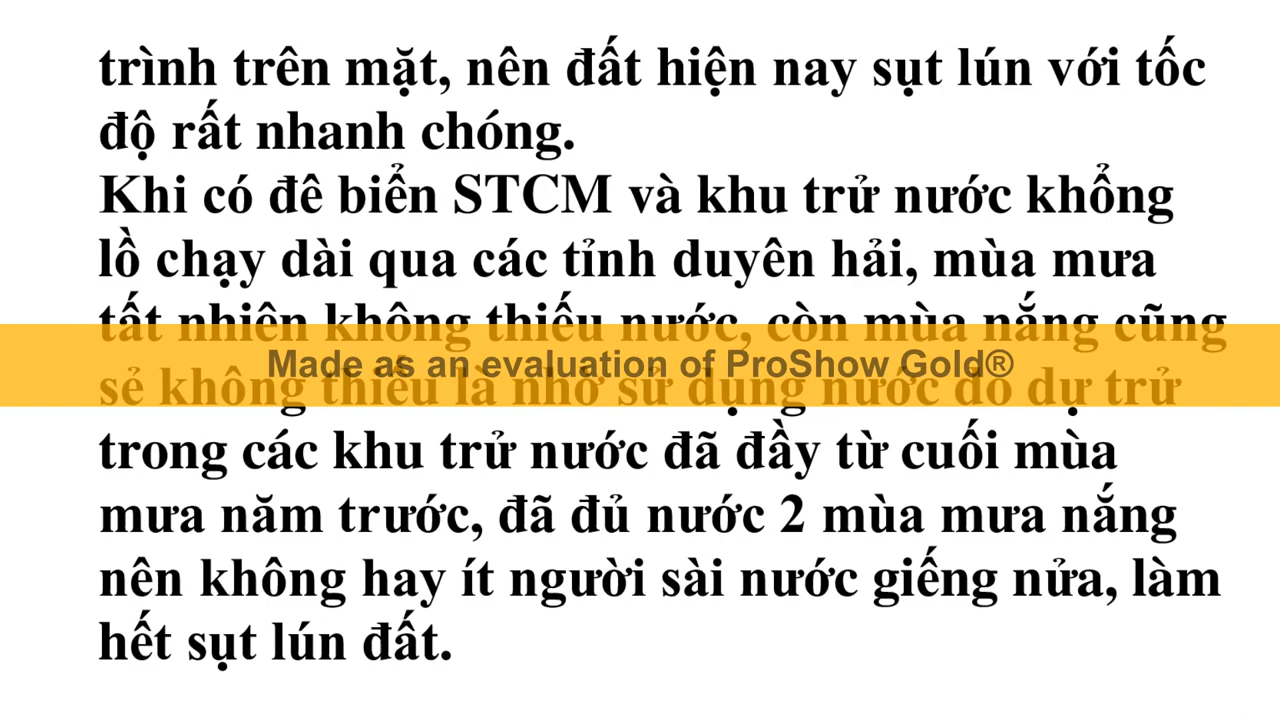 trình trên mặt, nên đất hiện nay sụt lún với tốc
độ rất nhanh chóng.
Khi có đê biển STCM và khu trử nước khổng
lồ chạy dài qua các tỉnh duyên hải, mùa mưa
tất nhiên không thiếu nước, còn mùa nắng cũng
Made as an evaluation of ProShow Gold®
sẻ không thiếu là nhờ sử dụng nước đó dự trử
trong các khu trử nước đã đầy từ cuối mùa
mưa năm trước, đã đủ nước 2 mùa mưa nắng
nên không hay ít người sài nước giếng nửa, làm
hết sụt lún đất.